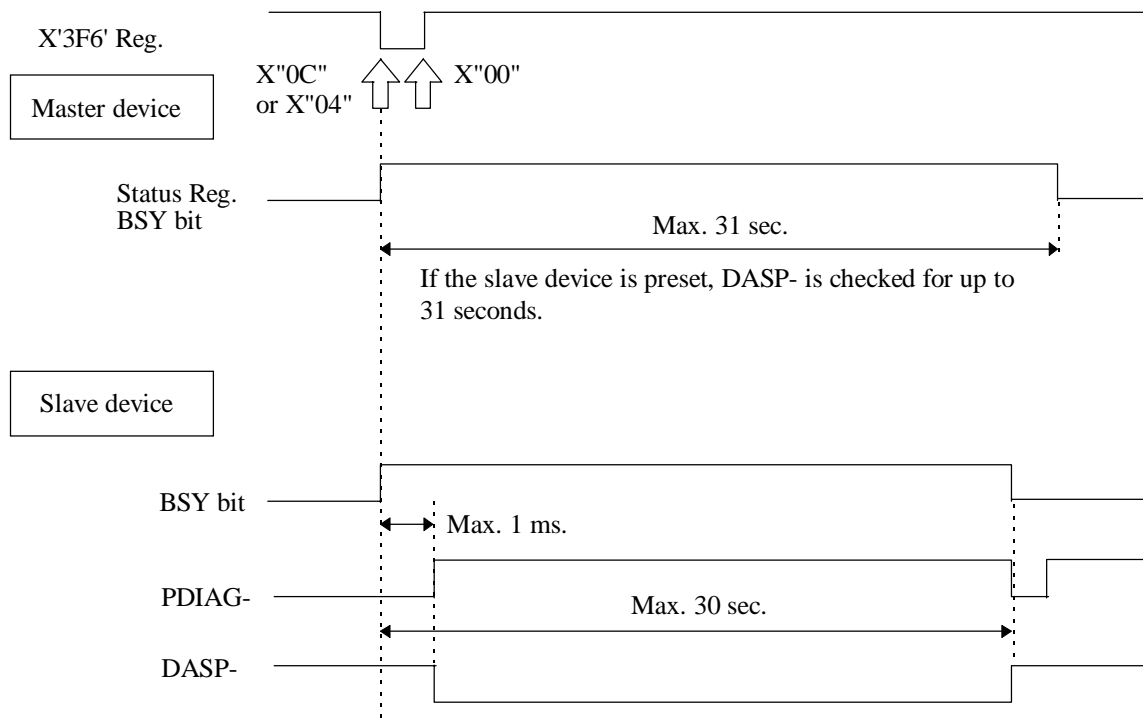 X'3F6' Reg.
X"0C"
or X"04"
X"00"
Master device
Status Reg.
BSY bit
Max. 31 sec.
If the slave device is preset, DASP- is checked for up to
31 seconds.
Slave device
BSY bit
Max. 1 ms.
PDIAG-
Max. 30 sec.
DASP-